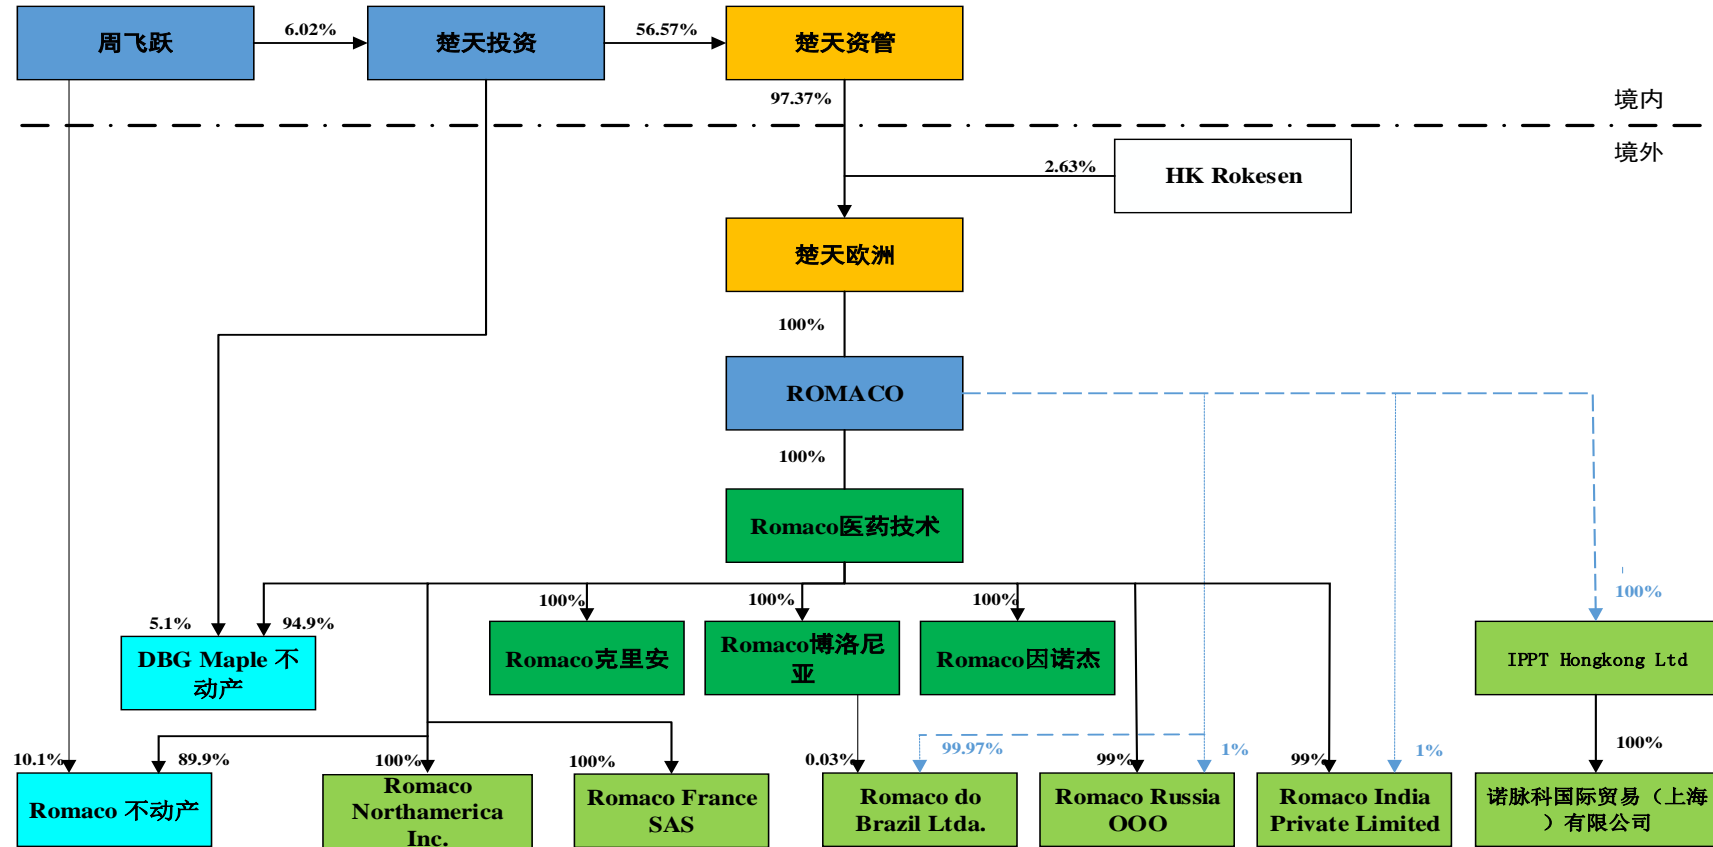 周飞跃
6.02%
楚天投资
56.57%
楚天资管
97.37%
境内
境外
2.63%
HK Rokesen
楚天欧洲
100%
ROMACO
100%
Romaco医药技术
100%
100%
100%
100%
5.1%
94.9%
DBG Maple 不
动产
Romaco克里安
Romaco博洛尼
亚
Romaco因诺杰
IPPT Hongkong Ltd
10.1%
89.9%
100%
100%
0.03%
99.97%
99%
1%
99%
1%
100%
Romaco 不动产
Romaco
Northamerica
Inc.
Romaco France
SAS
Romaco do
Brazil Ltda.
Romaco Russia
OOO
Romaco India
Private Limited
诺脉科国际贸易（上海
）有限公司